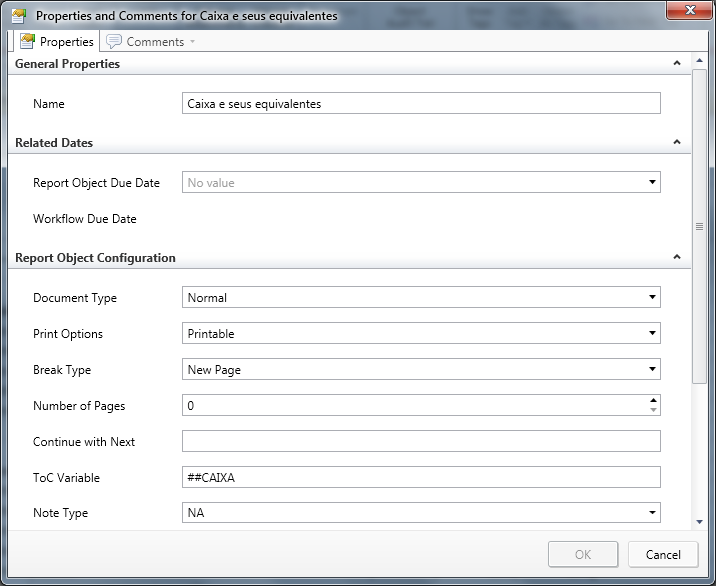 Properties and Comments for Caixa e seus equivalentes
Properties Comments
General Properties
Name Caixa e seus equivalentes
Related Dates
Report Object Due Date No value
Workflow Due Date
Report Object Configuration
Document Type Normal
Print Options Printable
Break Type New Page
Number of Pages 0
Continue with Next
ToC Variable ##CAIXA
Note Type NA
OK Cancel